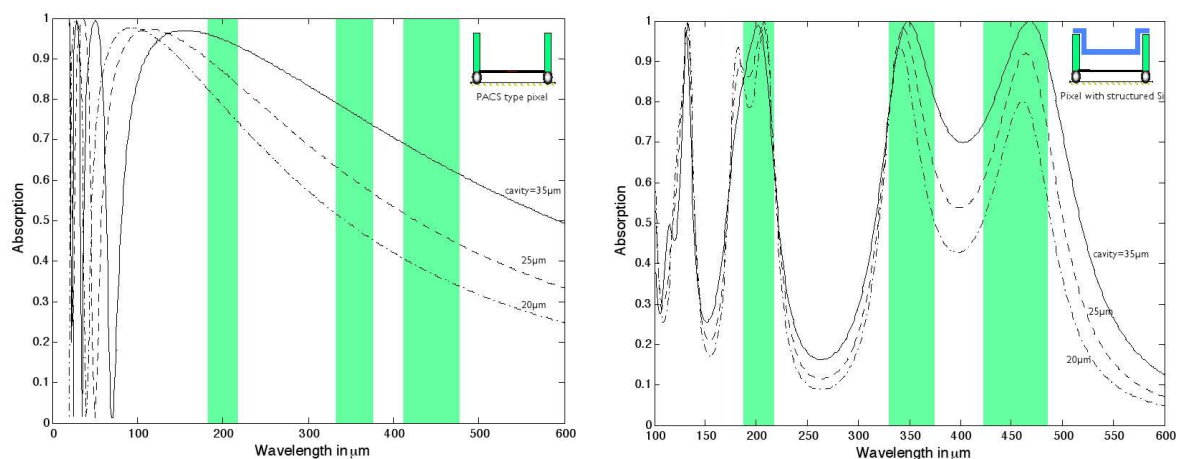 1
0.9
0.8
0.7
0.6
0.5
0.4
0.3
0.2
0.1
0
Absorption
0 100 200 300 400 500 600
Wavelength in μm
PACS type pixel
cavity=35μm
25μm
20μm
1
0.9
0.8
0.7
0.6
0.5
0.4
0.3
0.2
0.1
0
Absorption
100 150 200 250 300 350 400 450 500 550 600
Wavelength in μm
Pixel with structured Si
cavity=35μm
25μm
20μm